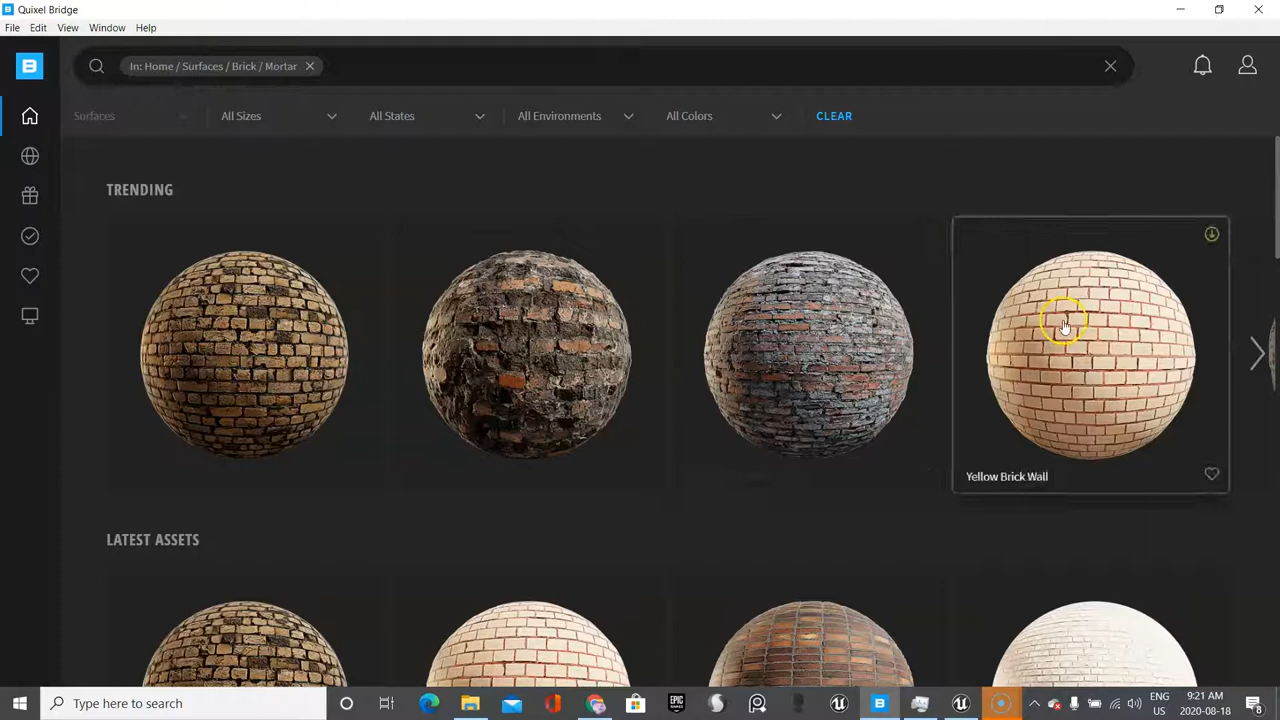 Quixel Bridge
File Edit View Window Help
In: Home / Surfaces / Brick / Mortar
Surfaces All Sizes All States All Environments All Colors CLEAR
TRENDING
Yellow Brick Wall
LATEST ASSETS
Type here to search
ENG
US
9:21 AM
2020-08-18
8